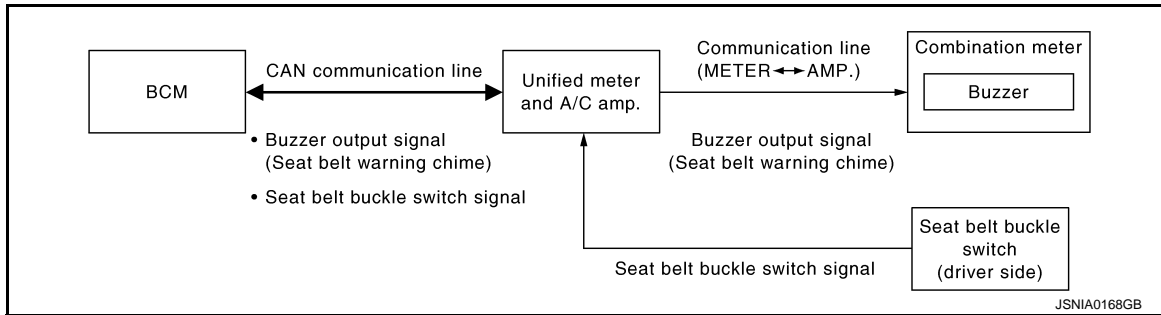 BCM
CAN communication line
• Buzzer output signal
(Seat belt warning chime)
• Seat belt buckle switch signal
Unified meter
and A/C amp.
Communication line
(METER↔AMP.)
Buzzer output signal
(Seat belt warning chime)
Combination meter
Buzzer
Seat belt buckle switch signal
Seat belt buckle
switch
(driver side)
JSNIA0168GB